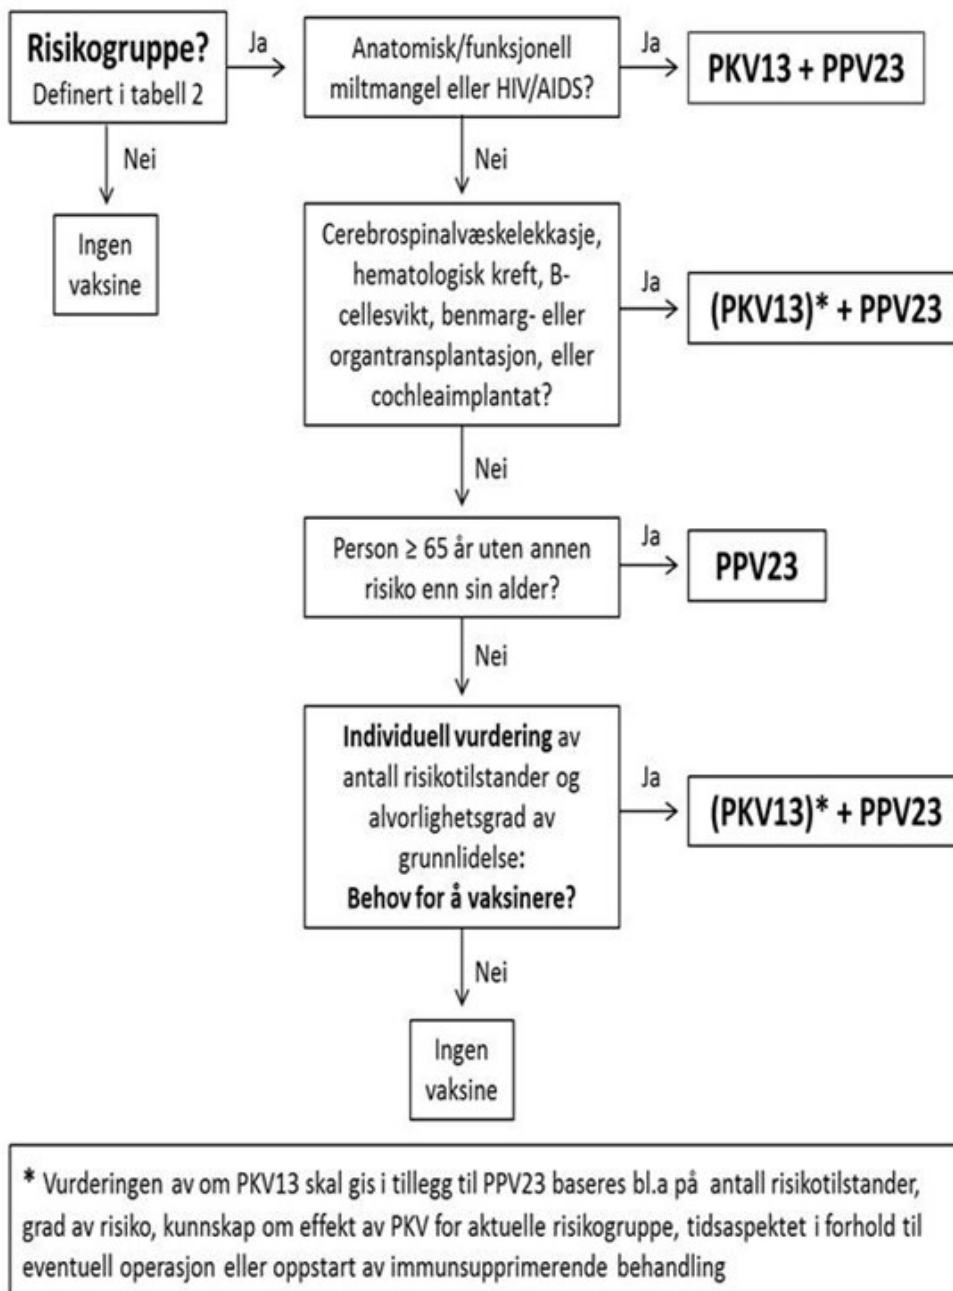 Risikogruppe?
Definert i tabell 2
Ja
Anatomisk/funksjonell
miltmangel eller HIV/AIDS?
Ja
PKV13 + PPV23
Nei
Ingen
vaksine
Nei
Cerebrospinalvæskelekkasje,
hematologisk kreft, B-
cellesvikt, benmarg- eller
organtransplantasjon, eller
cochleaimplantat?
Ja
(PKV13)* + PPV23
Nei
Person ≥ 65 år uten annen
risiko enn sin alder?
Ja
PPV23
Nei
Individuell vurdering av
antall risikotilstander og
alvorlighetsgrad av
grunnlidelse:
Behov for å vaksinere?
Ja
(PKV13)* + PPV23
Nei
Ingen
vaksine
* Vurderingen av om PKV13 skal gis i tillegg til PPV23 baseres bl.a på antall risikotilstander,
grad av risiko, kunnskap om effekt av PKV for aktuelle risikogruppe, tidsaspektet i forhold til
eventuell operasjon eller oppstart av immunsupprimerende behandling